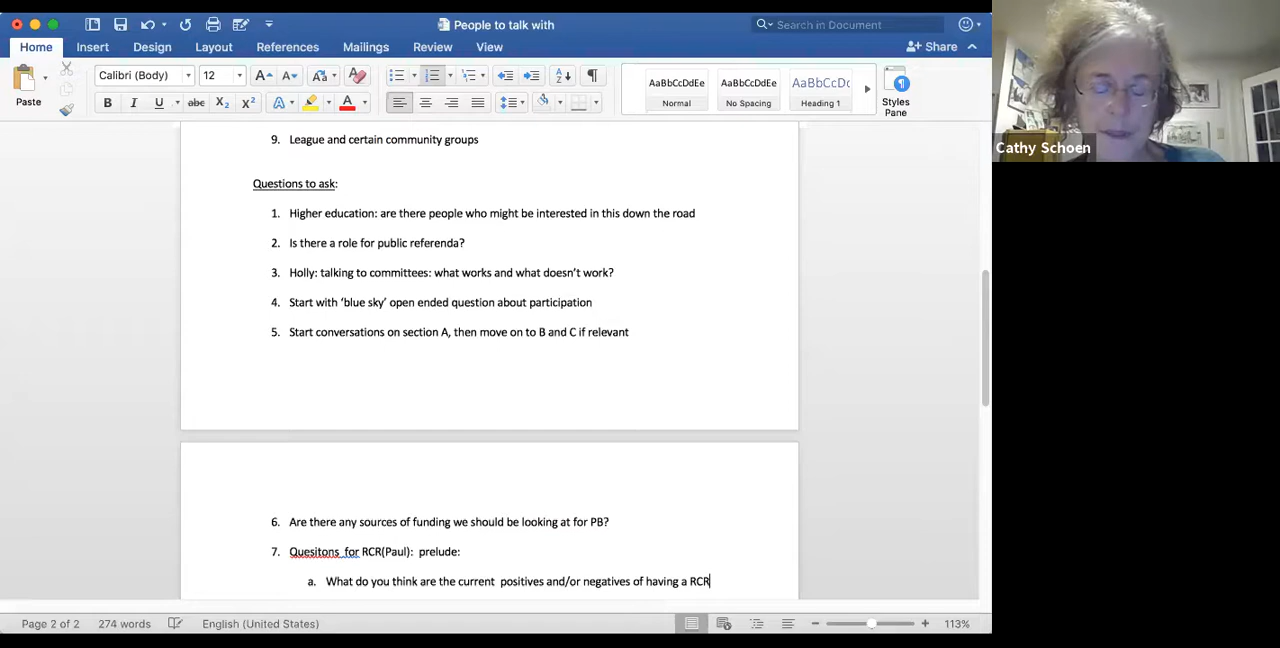 People to talk with
Search in Document
Home Insert Design Layout References Mailings Review View
Share
Calibri (Body) 12
Paste
AaBbCcDdEe AaBbCcDdEe AaBbCcDc
Normal No Spacing Heading 1
Styles
Pane
Cathy Schoen
9. League and certain community groups
Questions to ask:
1. Higher education: are there people who might be interested in this down the road
2. Is there a role for public referenda?
3. Holly: talking to committees: what works and what doesn't work?
4. Start with 'blue sky' open ended question about participation
5. Start conversations on section A, then move on to B and C if relevant
6. Are there any sources of funding we should be looking at for PB?
7. Quesitons for RCR(Paul): prelude:
a. What do you think are the current positives and/or negatives of having a RCR
Page 2 of 2 274 words English (United States) 113%